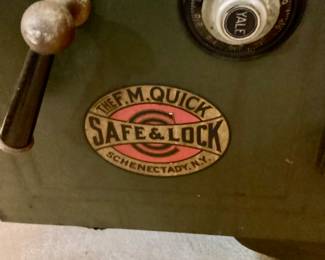 YALE
THE F.M. QUICK
SAFE & LOCK
SCHENECTADY, N.Y.